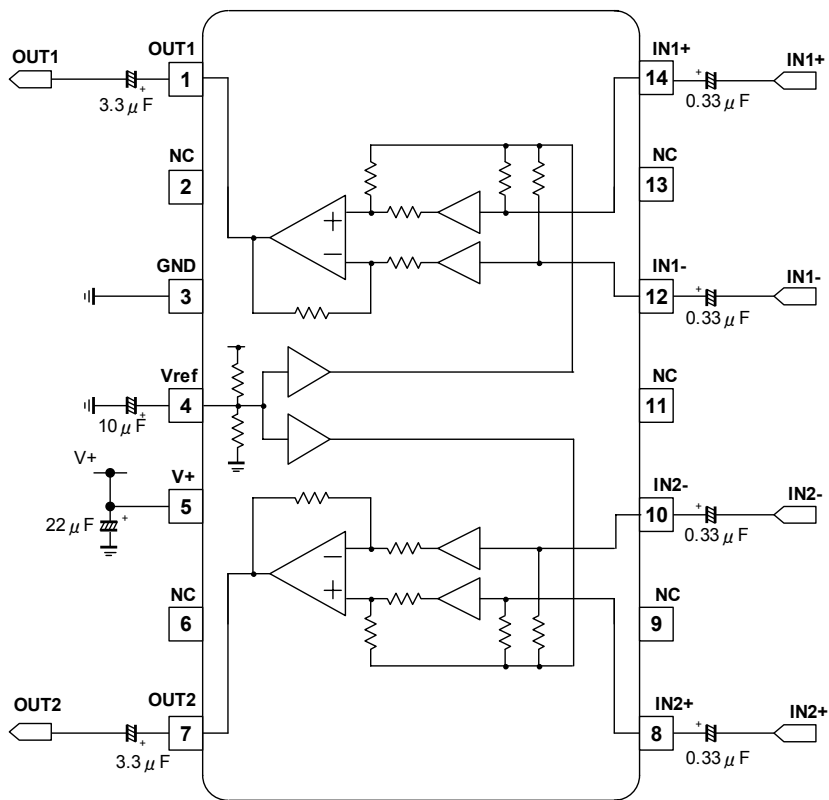 OUT1
OUT1
1
3.3μF
+
IN1+
14
+
0.33μF
IN1+
NC
2
NC
13
+
−
GND
3
IN1-
12
+
0.33μF
IN1-
Vref
4
10μF
+
NC
11
V+
V+
5
22μF
+
IN2-
10
+
0.33μF
IN2-
−
+
NC
6
NC
9
OUT2
OUT2
7
3.3μF
+
IN2+
8
+
0.33μF
IN2+